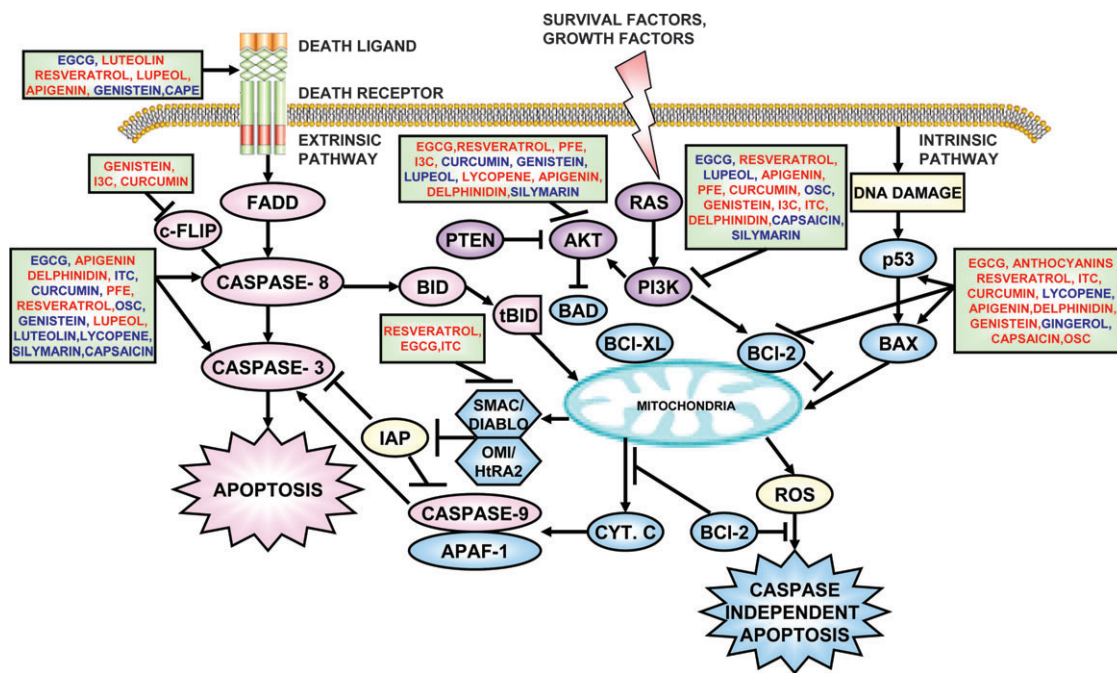 SURVIVAL FACTORS,
GROWTH FACTORS
DEATH LIGAND
EGCG, LUTEOLIN
RESVERATROL, LUPEOL,
APIGENIN, GENISTEIN,CAPE
DEATH RECEPTOR
EXTRINSIC
PATHWAY
INTRINSIC
PATHWAY
GENISTEIN,
I3C, CURCUMIN
EGCG,RESVERATROL, PFE,
I3C, CURCUMIN, GENISTEIN,
LUPEOL, LYCOPENE, APIGENIN,
DELPHINIDIN,SILYMARIN
EGCG, RESVERATROL,
LUPEOL, APIGENIN,
PFE, CURCUMIN, OSC,
GENISTEIN, I3C, ITC,
DELPHINIDIN,CAPSAICIN,
SILYMARIN
DNA DAMAGE
FADD
RAS
c-FLIP
PTEN
AKT
p53
EGCG, APIGENIN
DELPHINIDIN, ITC,
CURCUMIN, PFE,
RESVERATROL,OSC,
GENISTEIN, LUPEOL,
LUTEOLIN,LYCOPENE,
SILYMARIN,CAPSAICIN
EGCG, ANTHOCYANINS
RESVERATROL, ITC,
CURCUMIN, LYCOPENE,
APIGENIN,DELPHINIDIN,
GENISTEIN,GINGEROL,
CAPSAICIN,OSC
CASPASE- 8
BID
PI3K
tBID
BAD
RESVERATROL,
EGCG,ITC
BCl-XL
BCl-2
BAX
CASPASE- 3
SMAC/
DIABLO
MITOCHONDRIA
IAP
OMI/
HtRA2
APOPTOSIS
ROS
CASPASE-9
APAF-1
CYT. C
BCl-2
CASPASE
INDEPENDENT
APOPTOSIS